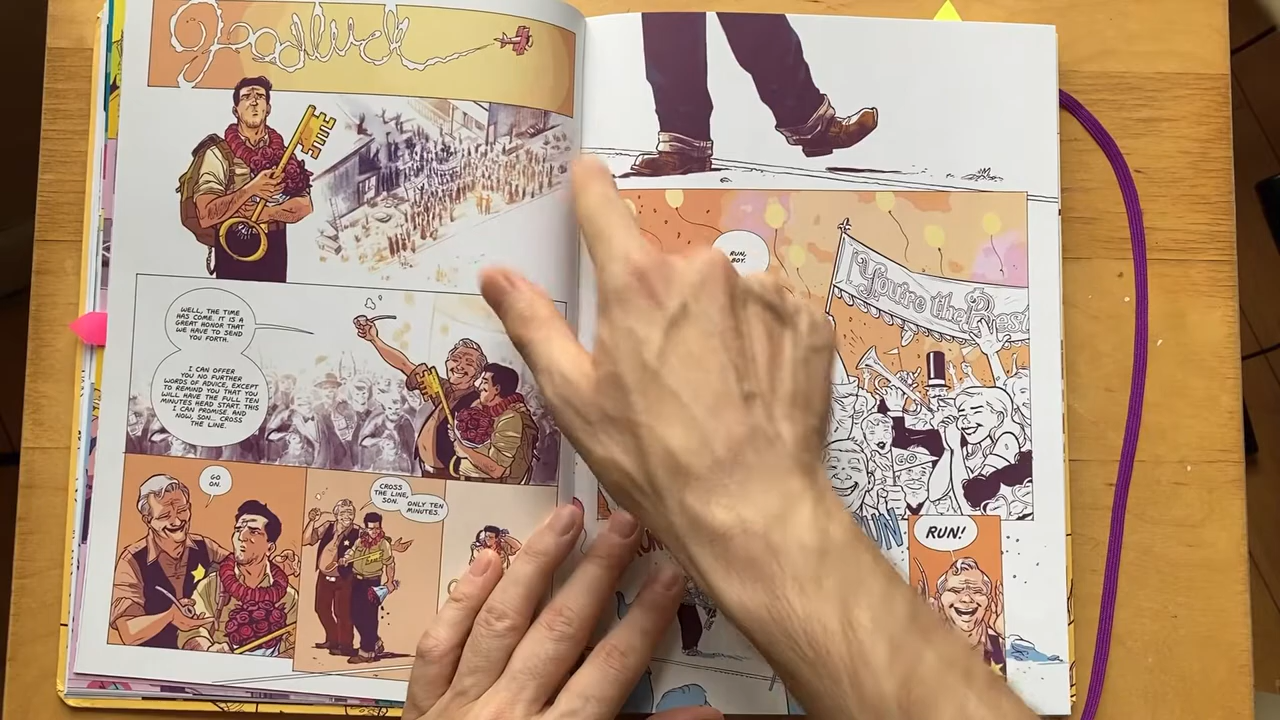 Goodluck
WELL, THE TIME
HAS COME. IT IS A
GREAT HONOR THAT
WE HAVE TO SEND
YOU FORTH.
I CAN OFFER
YOU NO FURTHER
WORDS OF ADVICE, EXCEPT
TO REMIND YOU THAT YOU
WILL HAVE THE FULL TEN
MINUTES HEAD START. THIS
I CAN PROMISE. AND
NOW, SON... CROSS
THE LINE.
GO
ON.
CROSS
THE LINE,
SON.
ONLY TEN
MINUTES.
RUN,
BOY.
You're the Best
GO
RUN!